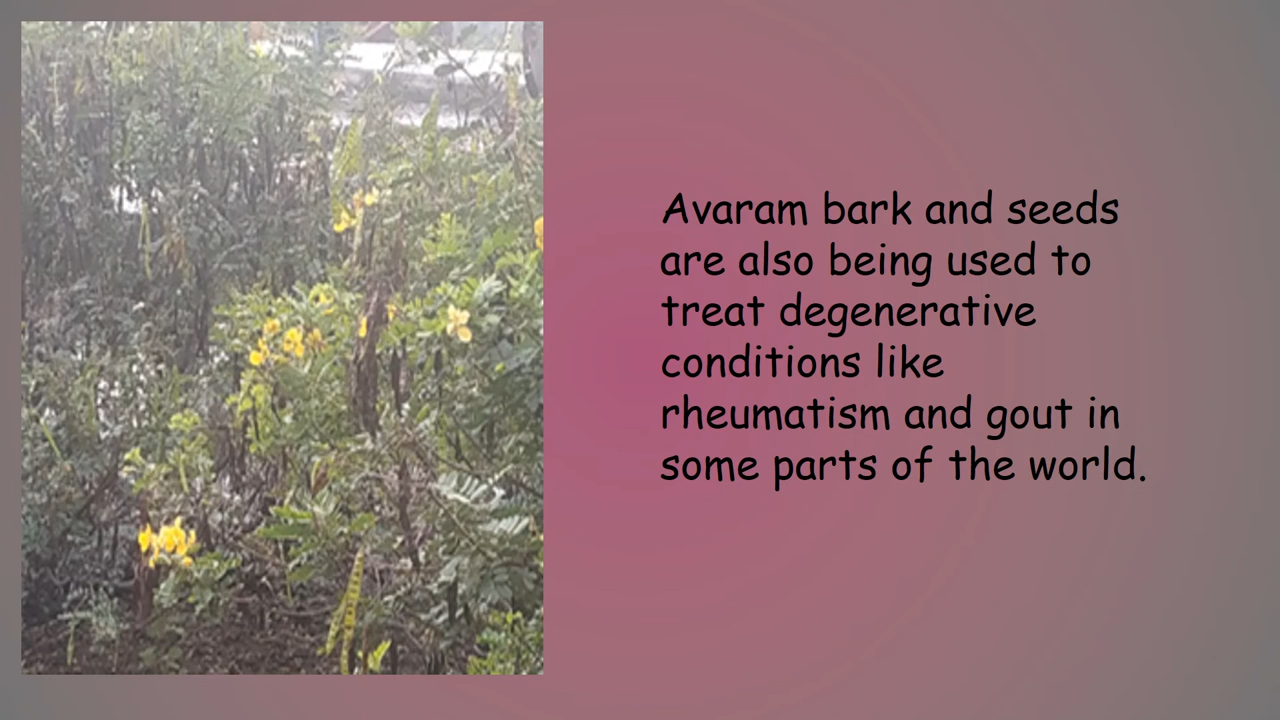 Avaram bark and seeds
are also being used to
treat degenerative
conditions like
rheumatism and gout in
some parts of the world.